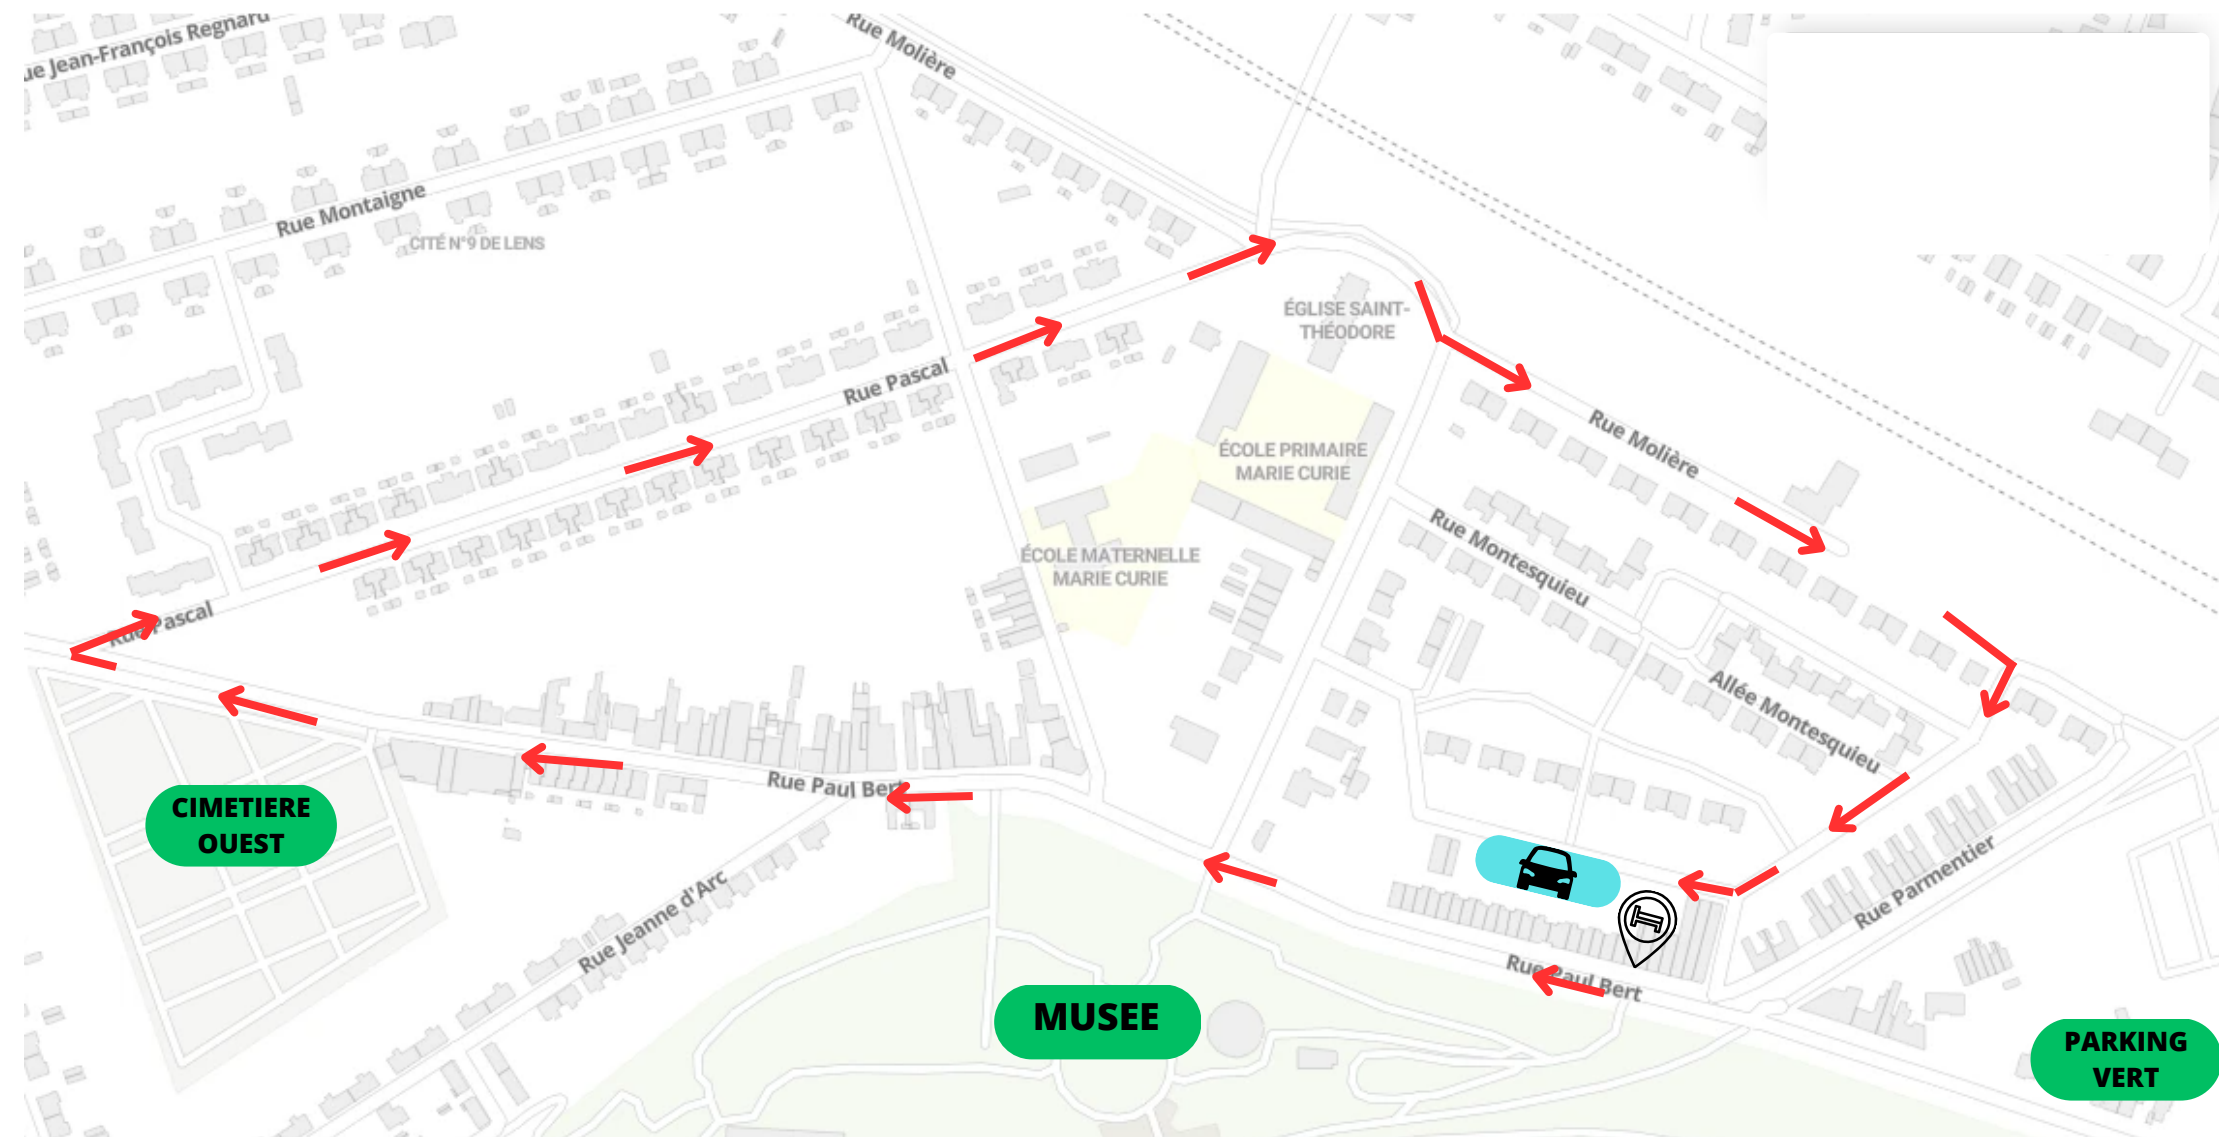 ue Jean-François Regnard
Rue Molière
Rue Montaigne
CITÉ N°9 DE LENS
ÉGLISE SAINT-
THÉODORE
Rue Pascal
Rue Molière
ÉCOLE PRIMAIRE
MARIE CURIE
Rue Montesquieu
ÉCOLE MATERNELLE
MARIE CURIE
Rue Pascal
Allée Montesquieu
Rue Paul Bert
CIMETIERE
OUEST
Rue Parmentier
Rue Jeanne d'Arc
Rue Paul Bert
MUSEE
PARKING
VERT